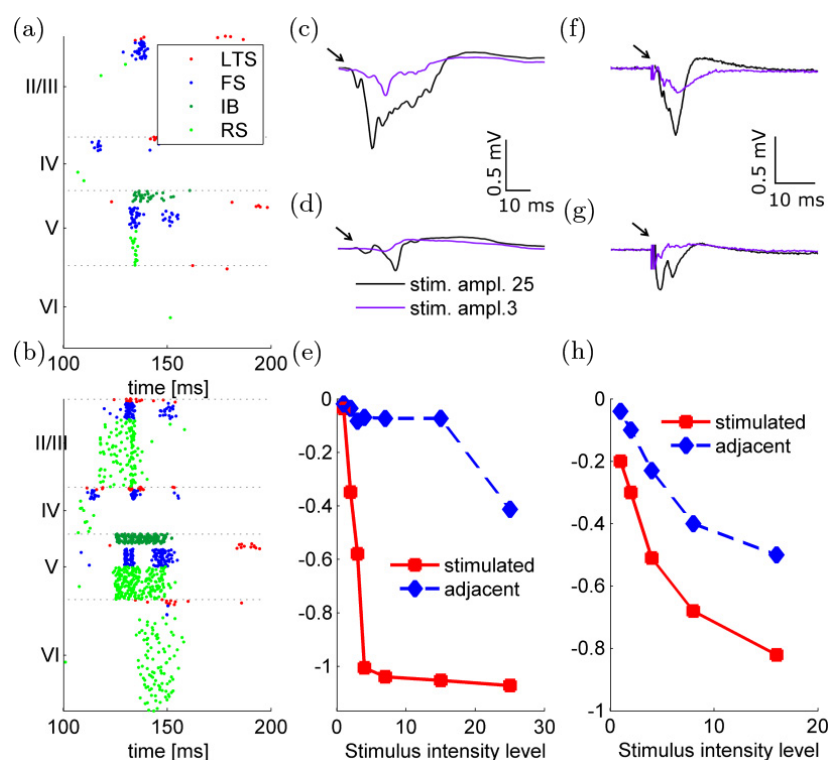 (a)
LTS
FS
IB
RS
II/III
IV
V
VI
100 150 200
time [ms]
(b)
II/III
IV
V
VI
100 150 200
time [ms]
(c)
0.5 mV
10 ms
(d)
stim. ampl. 25
stim. ampl.3
(e)
0
-0.2
-0.4
-0.6
-0.8
-1
stimulated
adjacent
0 10 20 30
Stimulus intensity level
(f)
0.5 mV
10 ms
(g)
(h)
0
-0.2
-0.4
-0.6
-0.8
-1
stimulated
adjacent
0 10 20
Stimulus intensity level